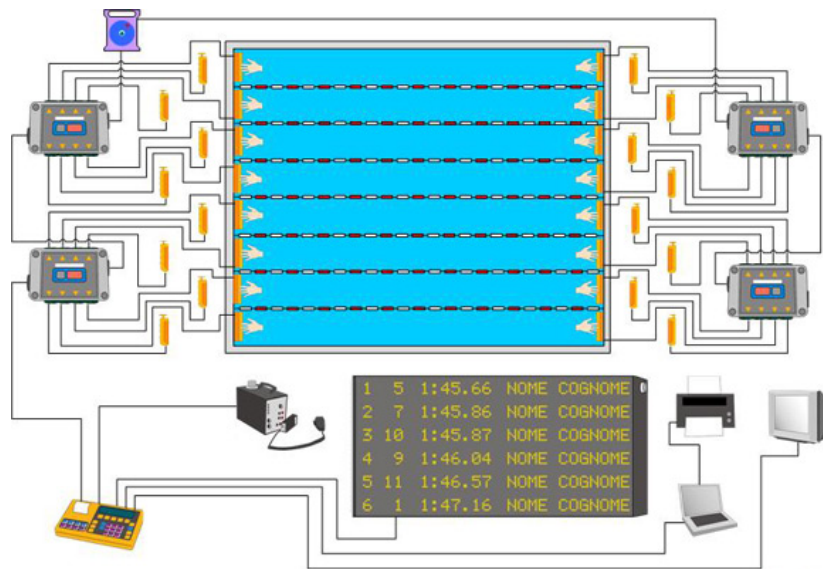 1 5 1:45.66 NOME COGNOME
2 7 1:45.86 NOME COGNOME
3 10 1:45.87 NOME COGNOME
4 9 1:46.04 NOME COGNOME
5 11 1:46.57 NOME COGNOME
6 1 1:47.16 NOME COGNOME